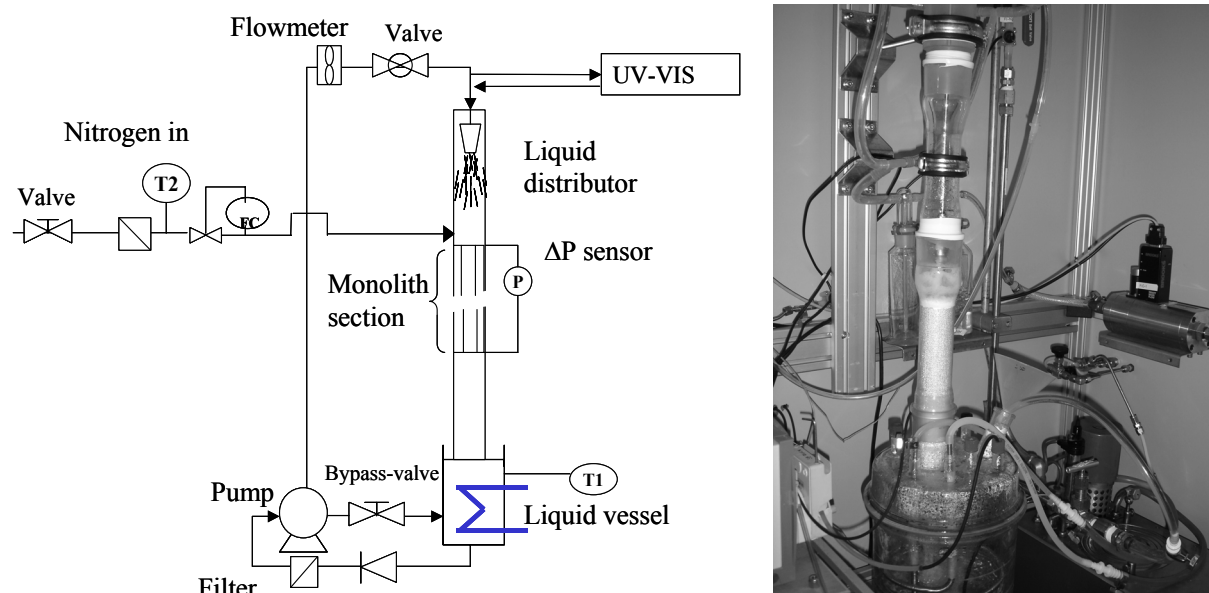 Flowmeter
Valve
UV-VIS
Nitrogen in
Liquid
distributor
T2
Valve
FC
ΔP sensor
P
Monolith
section
Bypass-valve
T1
Pump
Liquid vessel
Filter